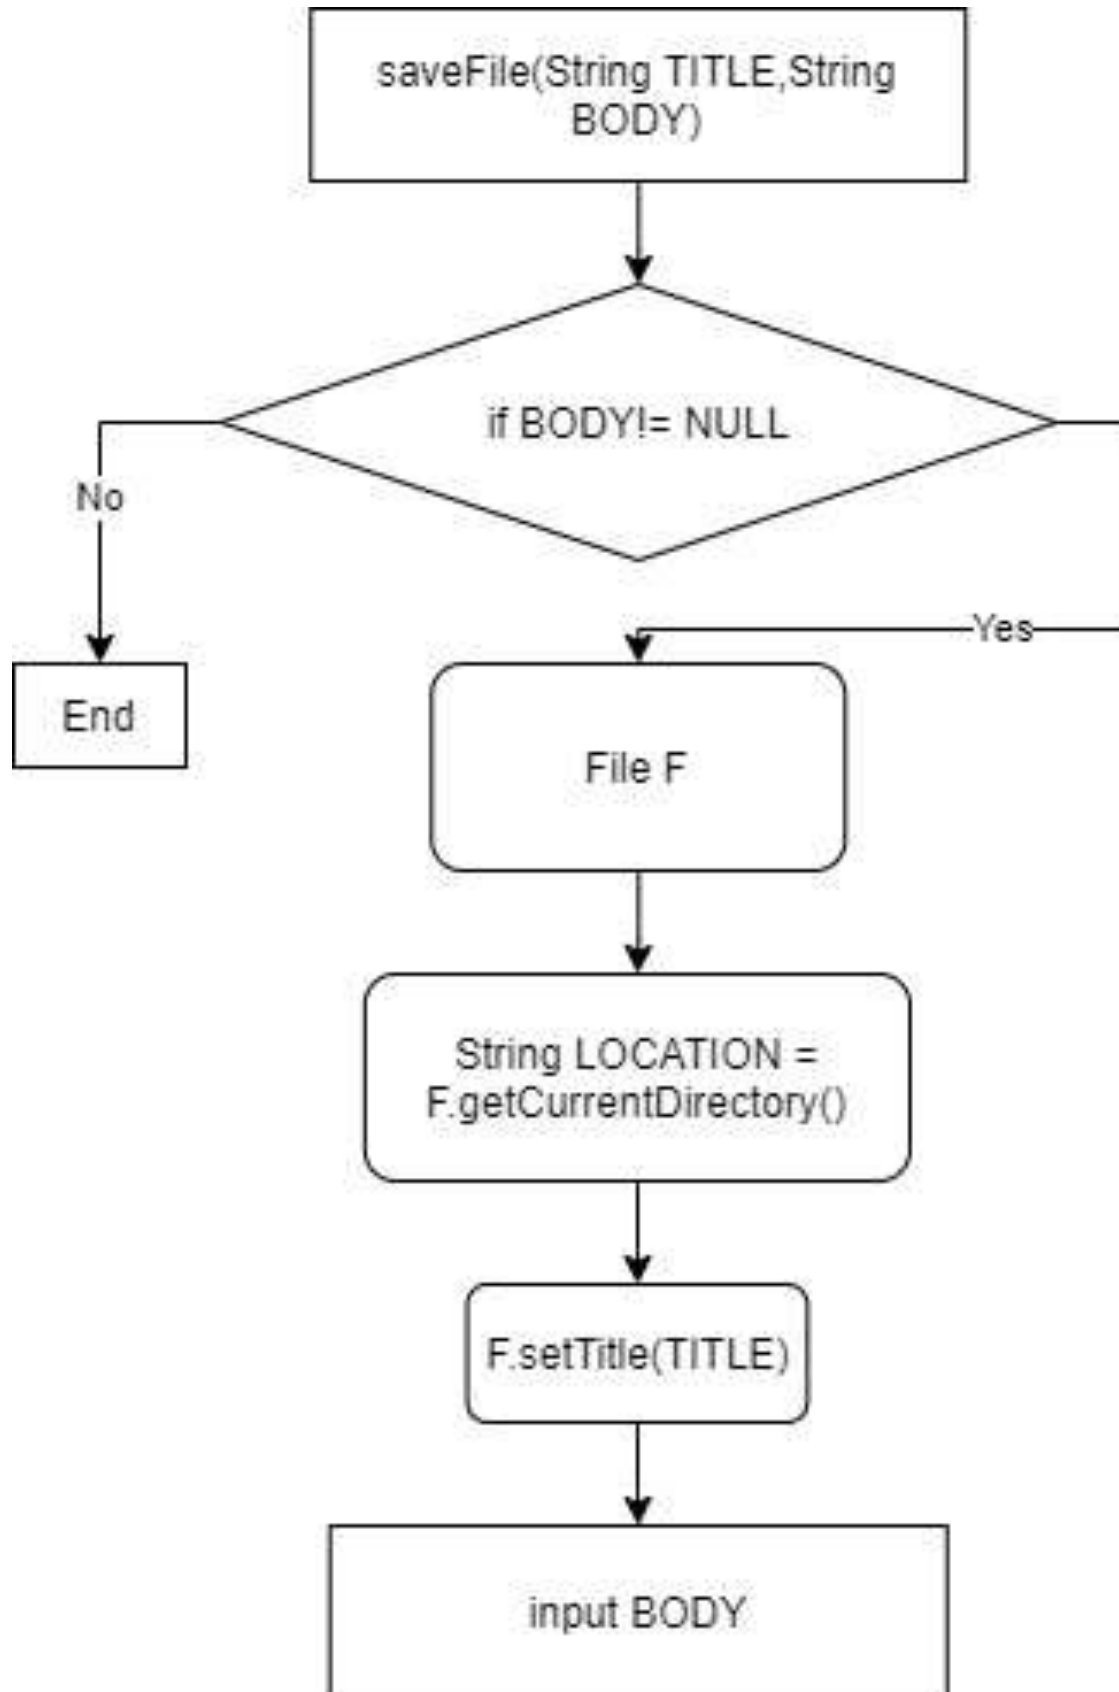 saveFile(String TITLE,String
BODY)
if BODY!= NULL
No
Yes
End
File F
String LOCATION =
F.getCurrentDirectory()
F.setTitle(TITLE)
input BODY